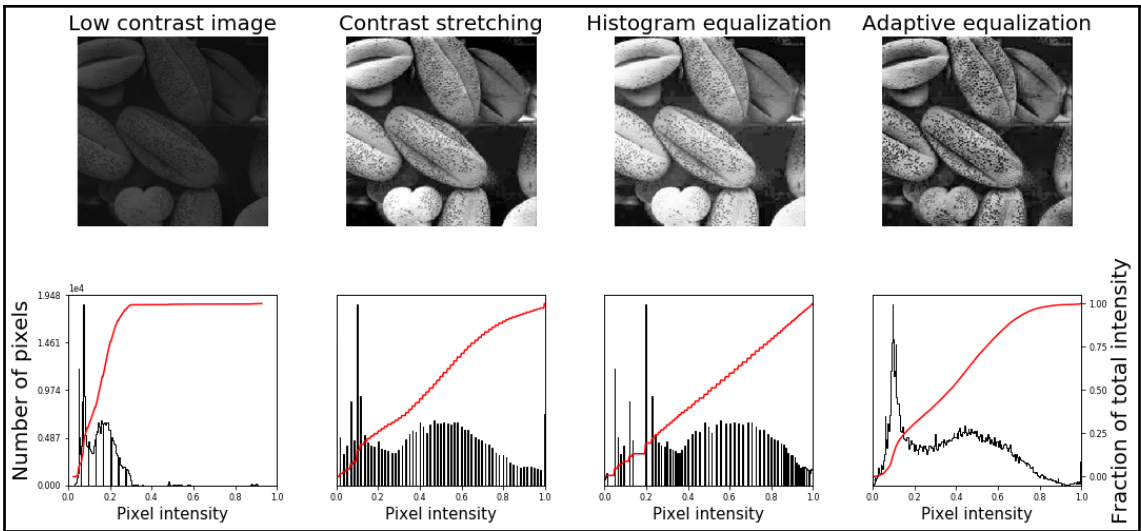 Low contrast image
Contrast stretching
Histogram equalization
Adaptive equalization
Number of pixels
1e4
1.948
1.461
0.974
0.487
0.000
0.0 0.2 0.4 0.6 0.8 1.0
Pixel intensity
0.0 0.2 0.4 0.6 0.8 1.0
Pixel intensity
0.0 0.2 0.4 0.6 0.8 1.0
Pixel intensity
0.0 0.2 0.4 0.6 0.8 1.0
Pixel intensity
1.00
0.75
0.50
0.25
0.00
Fraction of total intensity